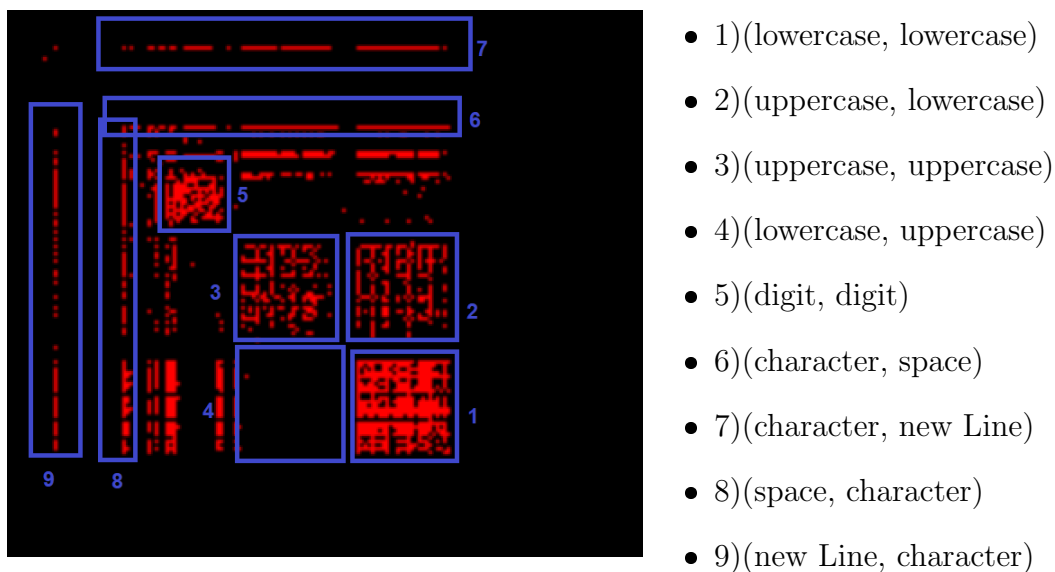 7
6
5
3
2
4
1
9
8
• 1)(lowercase, lowercase)
• 2)(uppercase, lowercase)
• 3)(uppercase, uppercase)
• 4)(lowercase, uppercase)
• 5)(digit, digit)
• 6)(character, space)
• 7)(character, new Line)
• 8)(space, character)
• 9)(new Line, character)